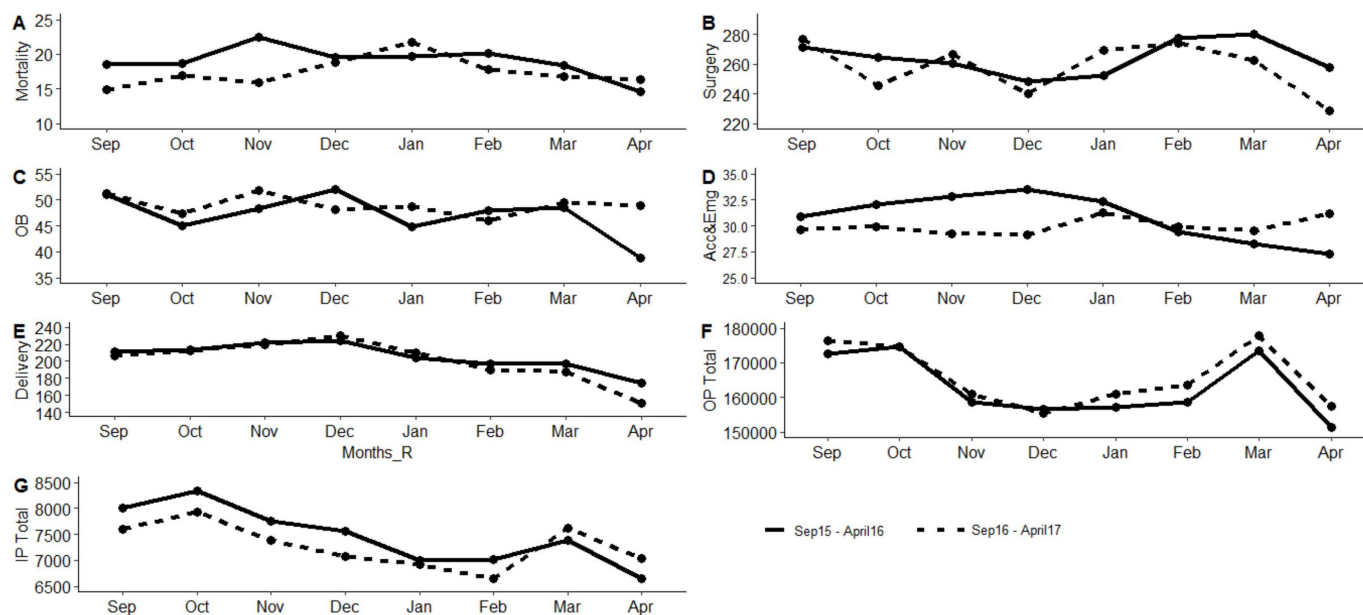 A
Mortality
25
20
15
10
Sep Oct Nov Dec Jan Feb Mar Apr
B
Surgery
280
260
240
220
Sep Oct Nov Dec Jan Feb Mar Apr
C
OB
55
50
45
40
35
Sep Oct Nov Dec Jan Feb Mar Apr
D
Acc&Eng
35.0
32.5
30.0
27.5
25.0
Sep Oct Nov Dec Jan Feb Mar Apr
E
Delivery
240
220
200
180
160
140
Sep Oct Nov Dec Jan Feb Mar Apr
Months_R
F
OP Total
180000
170000
160000
150000
Sep Oct Nov Dec Jan Feb Mar Apr
G
IP Total
8500
8000
7500
7000
6500
Sep Oct Nov Dec Jan Feb Mar Apr
Sep15 - April16 Sep16 - April17